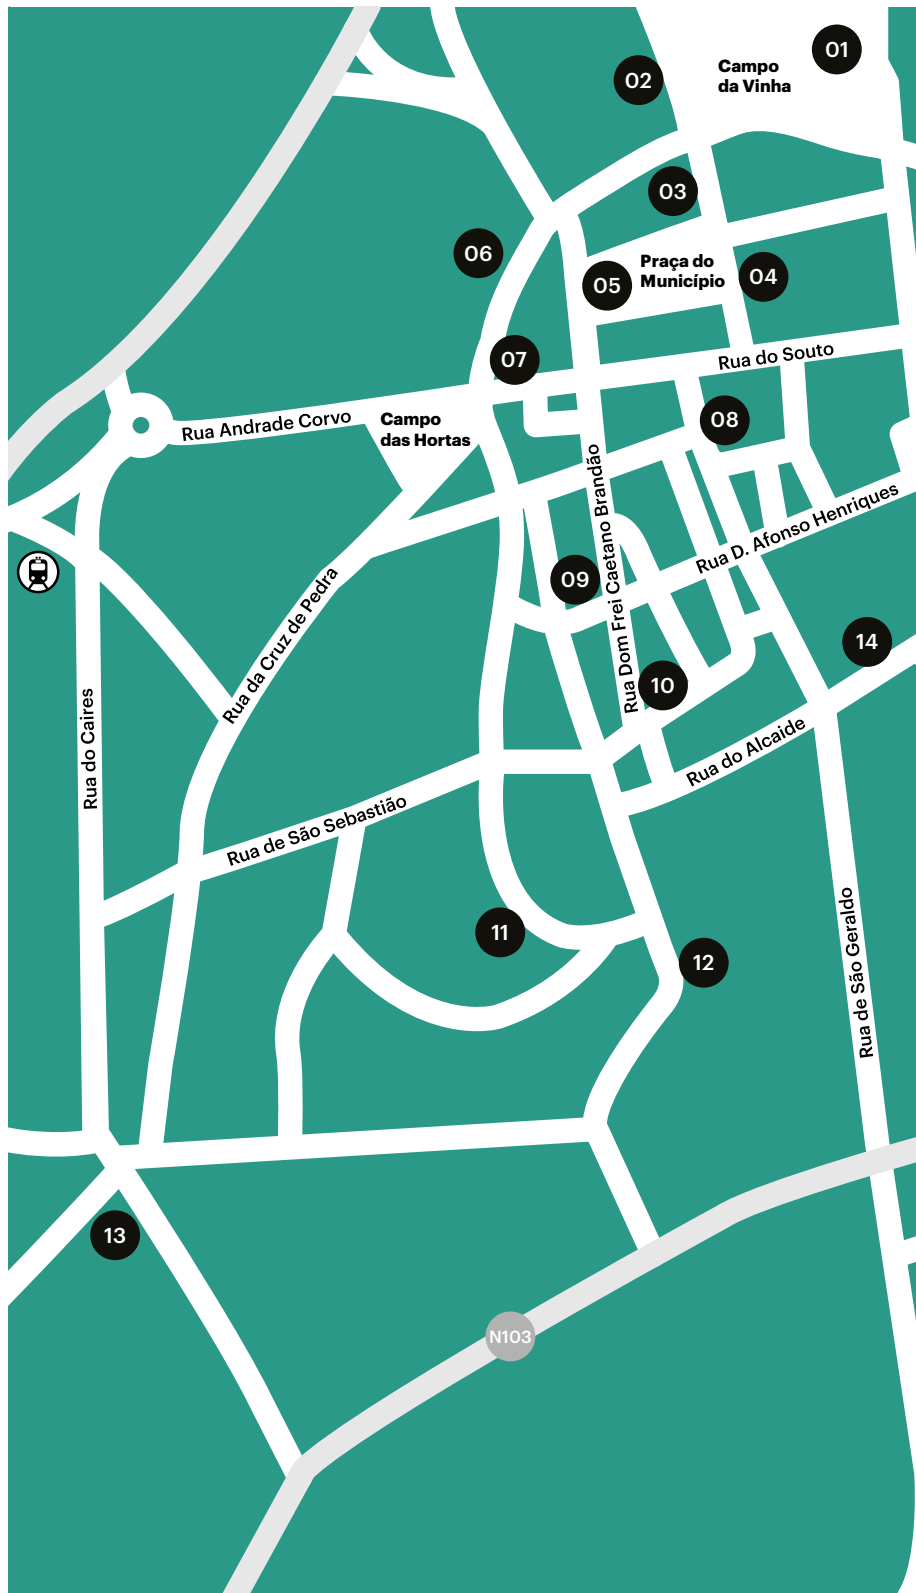 01
Campo
da Vinha
02
03
06
Praça do
Município
04
05
07
Rua do Souto
Rua Andrade Corvo
Campo
das Hortas
08
Rua Dom Frei Caetano Brandão
Rua D. Afonso Henriques
09
Rua da Cruz de Pedra
14
10
Rua do Caires
Rua do Alcaide
Rua de São Sebastião
11
12
Rua de São Geraldo
13
N103